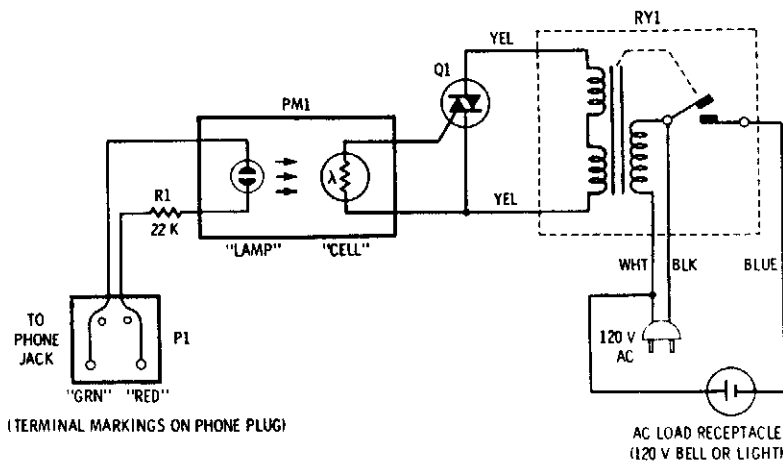 RY1
YEL
Q1
PM1
λ
R1
22 K
YEL
"LAMP"
"CELL"
WHT
BLK
BLUE
TO
PHONE
JACK
P1
120 V
AC
"GRN"
"RED"
(TERMINAL MARKINGS ON PHONE PLUG)
AC LOAD RECEPTACLE
(120 V BELL OR LIGHT)